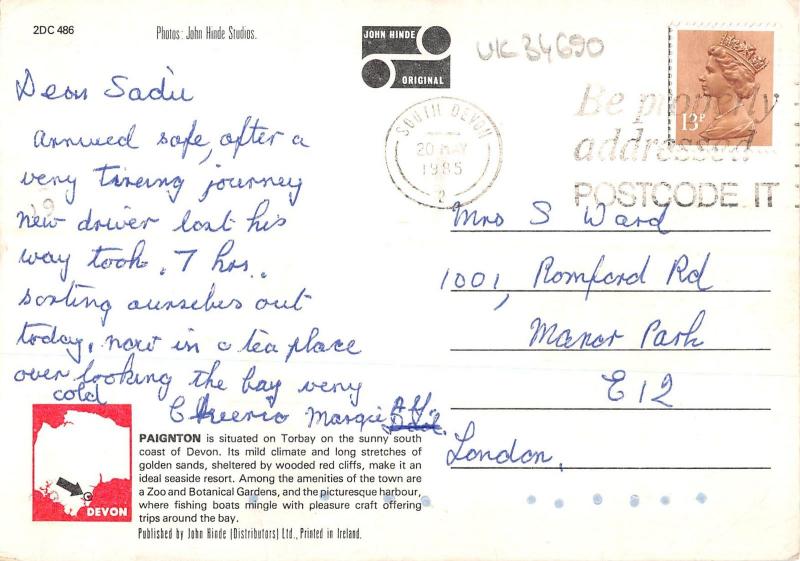 2DC 486
Photos: John Hinde Studios.
JOHN HINDE
ORIGINAL
UK 34690
SOUTH DEVON
20 MAY
1985
2
Be properly
addressed
POSTCODE IT
13P
Dear Sadie
arrived safe, after a
very tireing journey
new driver lost his
way took. 7 hrs.
sorting ourselves out
today, now in a tea place
over looking the bay very
cold
Cheerio Margie Alf.
Mrs S Ward
1001, Romford Rd
Manor Park
E12
London.
PAIGNTON is situated on Torbay on the sunny south
coast of Devon. Its mild climate and long stretches of
golden sands, sheltered by wooded red cliffs, make it an
ideal seaside resort. Among the amenities of the town are
a Zoo and Botanical Gardens, and the picturesque harbour,
where fishing boats mingle with pleasure craft offering
trips around the bay.
DEVON
Published by John Hinde (Distributors) Ltd., Printed in Ireland.